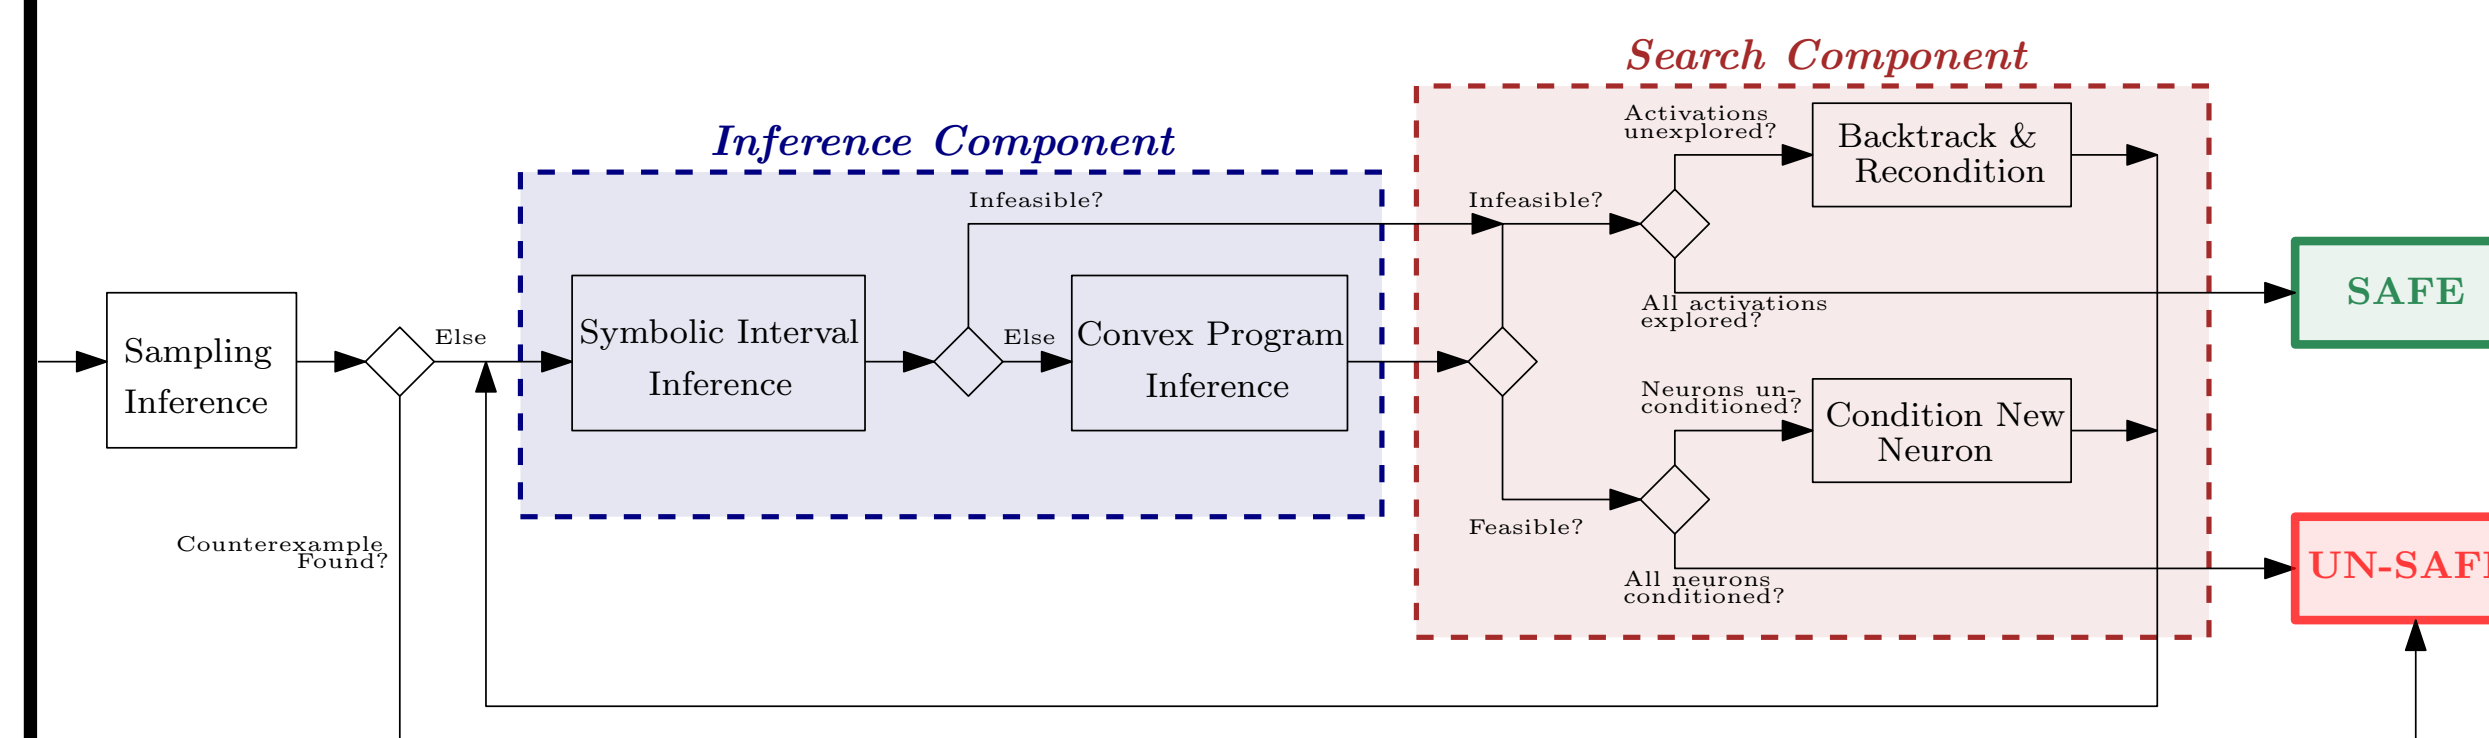 Search Component
Inference Component
Activations
unexplored?
Backtrack &
Recondition
Infeasible?
Infeasible?
SAFE
All activations
explored?
Else
Else
Sampling
Inference
Symbolic Interval
Inference
Convex Program
Inference
Neurons un-
conditioned?
Condition New
Neuron
Feasible?
Counterexample
Found?
All neurons
conditioned?
UN-SAF